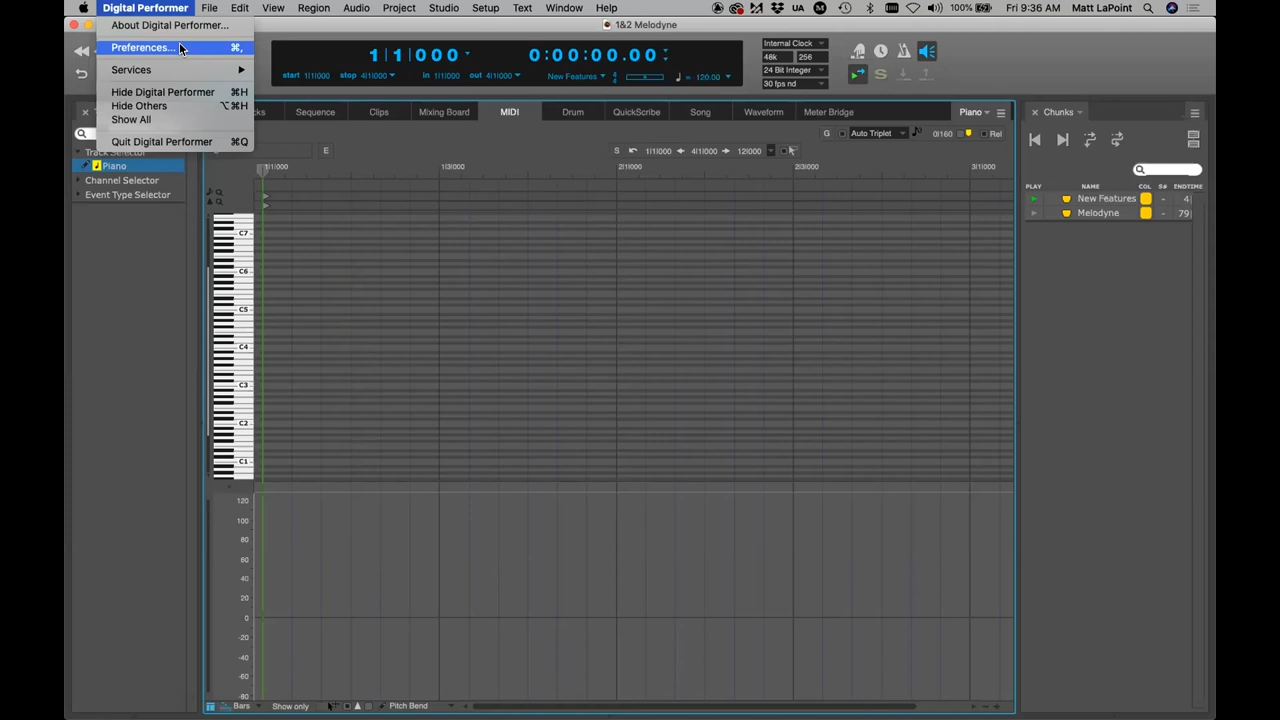 Digital Performer File Edit View Region Audio Project Studio Setup Text Window Help UA 100% Fri 9:36 AM Matt LaPoint
About Digital Performer...
Preferences... ⌘,
Services
Hide Digital Performer ⌘H
Hide Others ⌥⌘H
Show All
Quit Digital Performer ⌘Q
1&2 Melodyne
1|1|000 0:00:00.00
start 1|1|000 stop 4|1|000 in 1|1|000 out 4|1|000 New Features 4 4 = 120.00
Internal Clock
48k 256
24 Bit Integer
30 fps nd
Sequence Clips Mixing Board MIDI Drum QuickScribe Song Waveform Meter Bridge Piano
Chunks
G Auto Triplet 0/160 Rel
Track Selector
Piano
Channel Selector
Event Type Selector
E S 1|1|000 4|1|000 12|000
1|3|000 2|1|000 2|3|000 3|1|000
PLAY NAME COL S# ENDTIME
New Features - 4
Melodyne - 79
C7
C6
C5
C4
C3
C2
C1
120
100
80
60
40
20
0
-20
-40
-60
-80
Bars Show only Pitch Bend